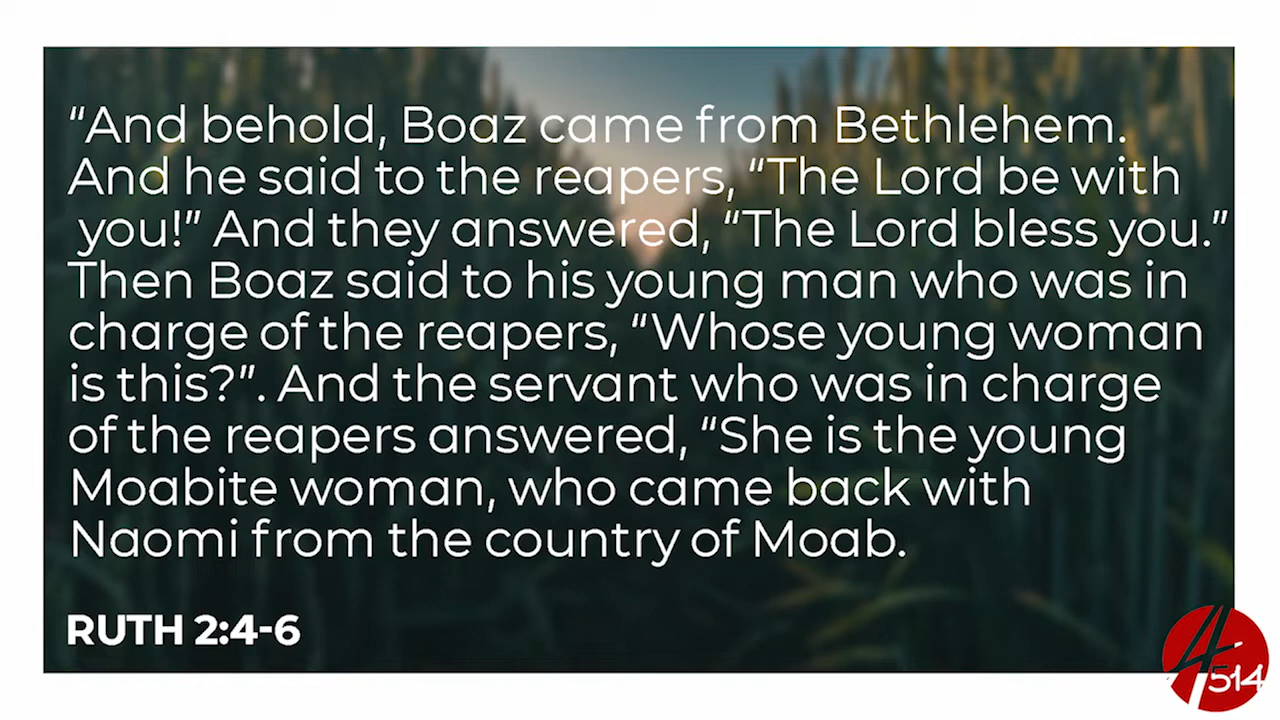 “And behold, Boaz came from Bethlehem.
And he said to the reapers, “The Lord be with
you!” And they answered, “The Lord bless you.”
Then Boaz said to his young man who was in
charge of the reapers, “Whose young woman
is this?”. And the servant who was in charge
of the reapers answered, “She is the young
Moabite woman, who came back with
Naomi from the country of Moab.
RUTH 2:4-6
514